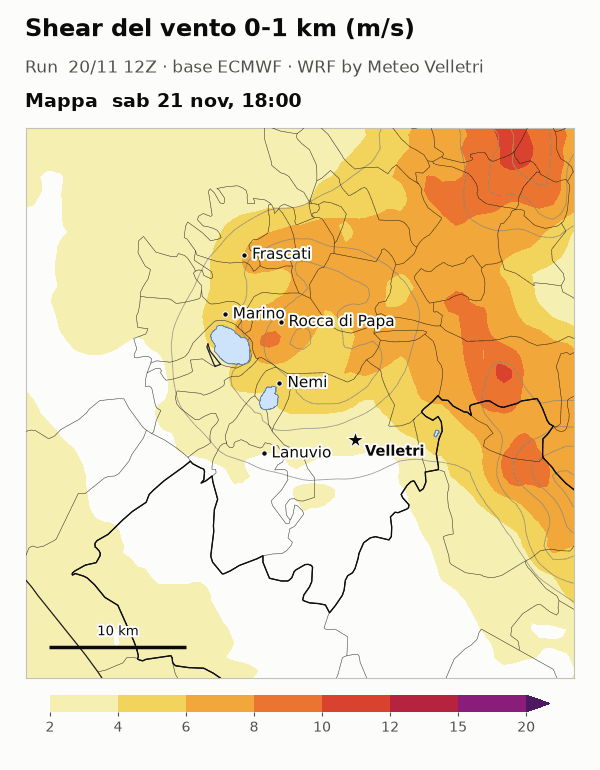 Shear del vento 0-1 km (m/s)
Run  20/11 12Z · base ECMWF · WRF by Meteo Velletri
Mappa  sab 21 nov, 18:00
Frascati
Marino
Rocca di Papa
Nemi
Velletri
Lanuvio
10 km
2 4 6 8 10 12 15 20